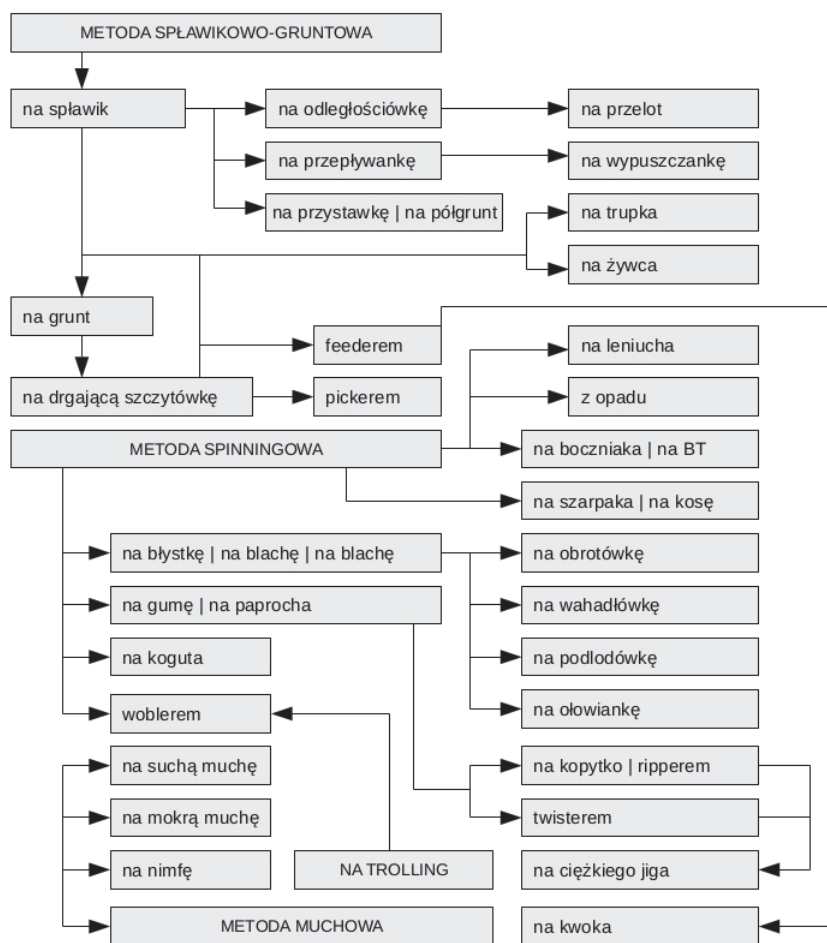 METODA SPŁAWIKOWO-GRUNTOWA
na spławik
na odległościówkę
na przelot
na przepływankę
na wypuszczankę
na przystawkę | na półgrunt
na trupka
na żywca
na grunt
feederem
na leniucha
na drgającą szczytówkę
pickerem
z opadu
METODA SPINNINGOWA
na boczniaka | na BT
na szarpaka | na kosę
na błystkę | na blachę | na blachę
na obrotówkę
na gumę | na paprocha
na wahadłówkę
na koguta
na podlodówkę
woblerem
na ołowiankę
na suchą muchę
na kopytko | ripperem
na mokrą muchę
twisterem
na nimfę
NA TROLLING
na ciężkiego jiga
METODA MUCHOWA
na kwoka